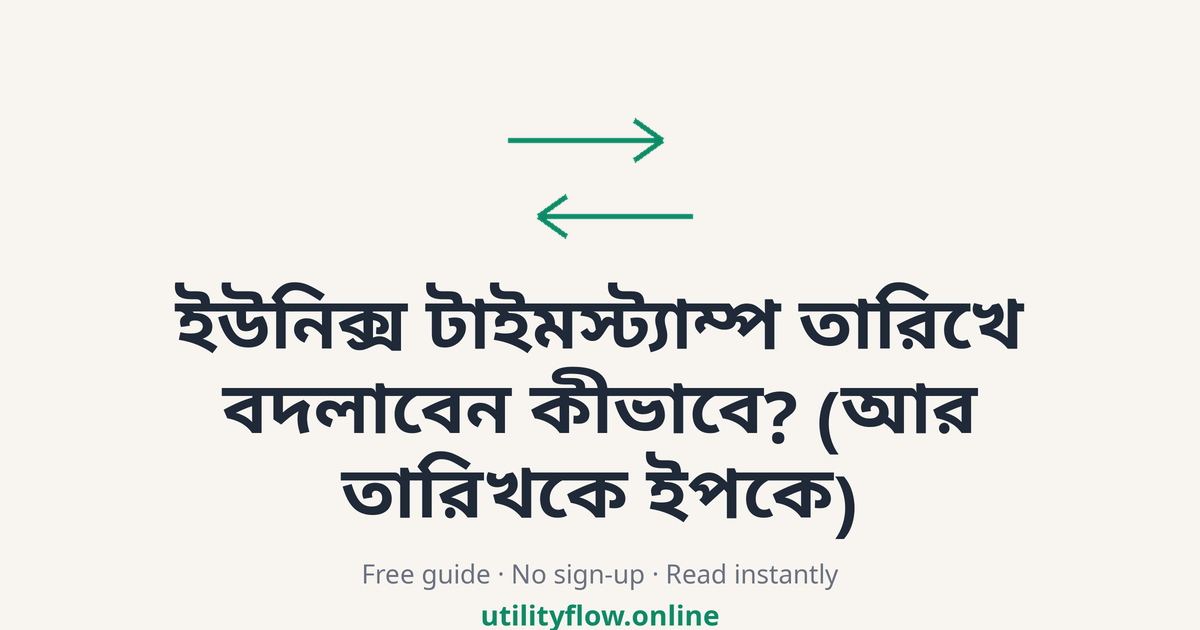 ইউনিক্স টাইমস্ট্যাম্প তারিখে
বদলাবেন কীভাবে? (আর
তারিখকে ইপকে)
Free guide · No sign-up · Read instantly
utilityflow.online